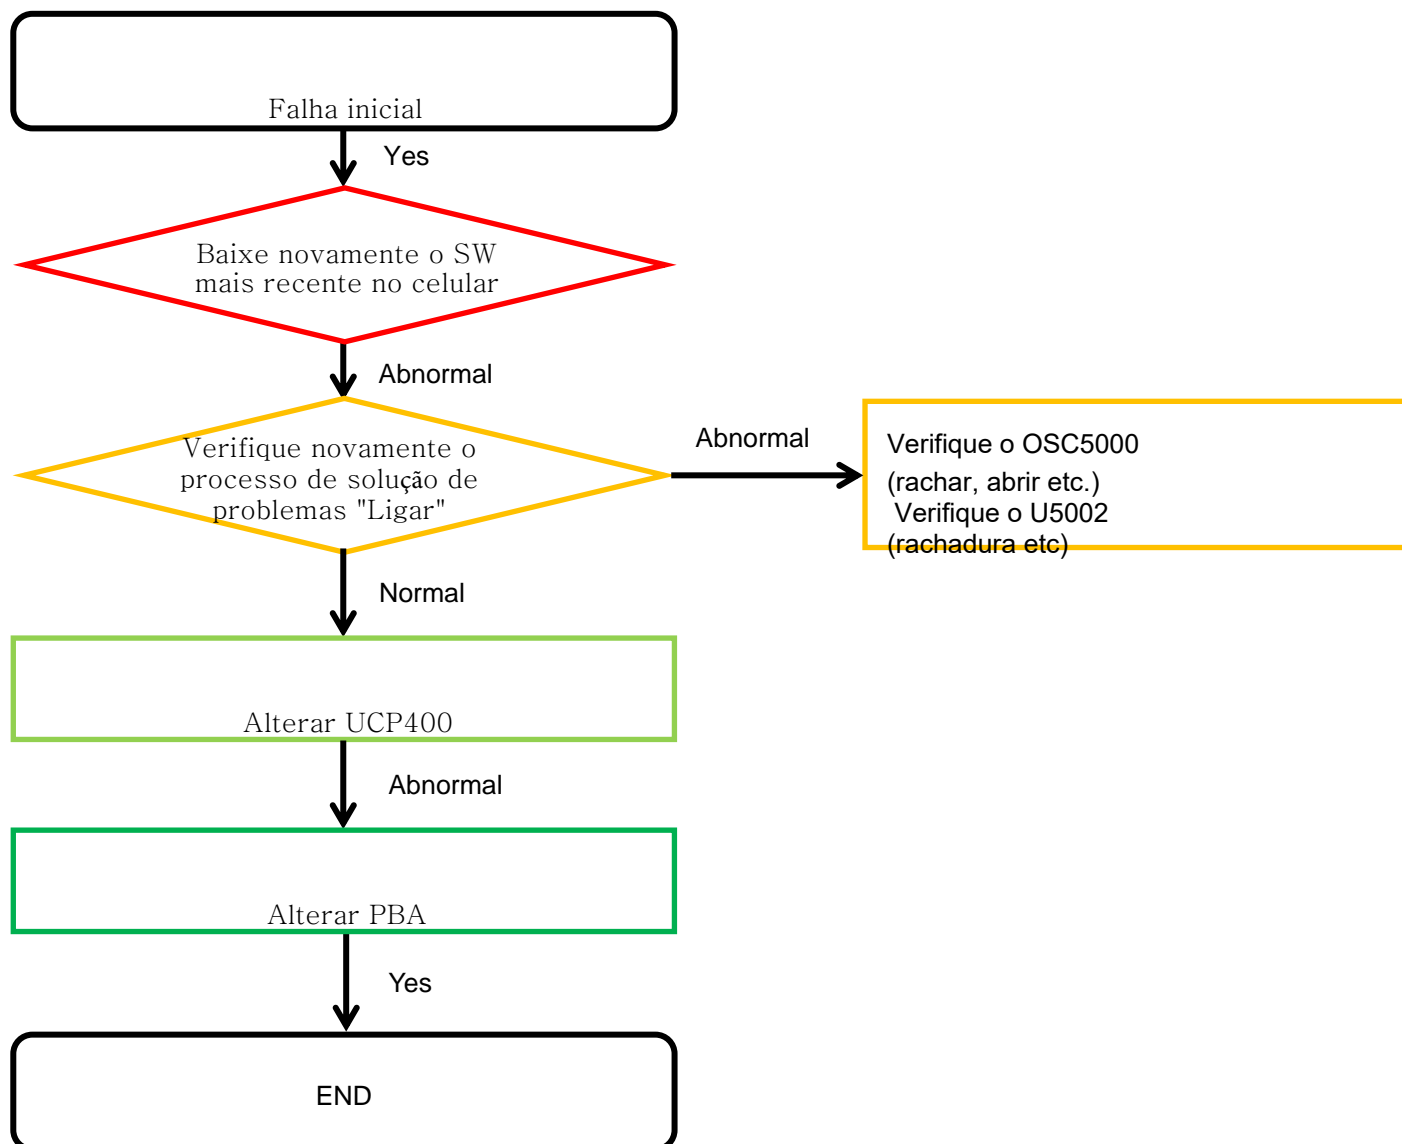 Falha inicial
Yes
Baixe novamente o SW
mais recente no celular
Abnormal
Verifique novamente o
processo de solução de
problemas "Ligar"
Abnormal
Verifique o OSC5000
(rachar, abrir etc.)
Verifique o U5002
(rachadura etc)
Normal
Alterar UCP400
Abnormal
Alterar PBA
Yes
END